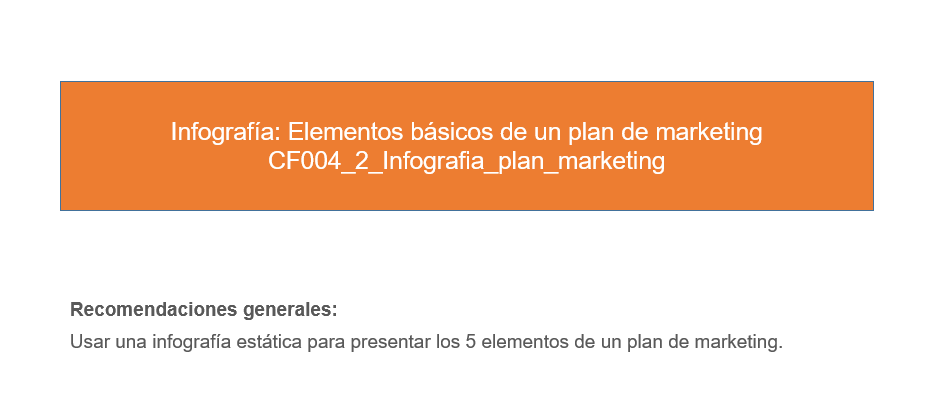 Infografía: Elementos básicos de un plan de marketing
CF004_2_Infografia_plan_marketing
Recomendaciones generales:
Usar una infografía estática para presentar los 5 elementos de un plan de marketing.